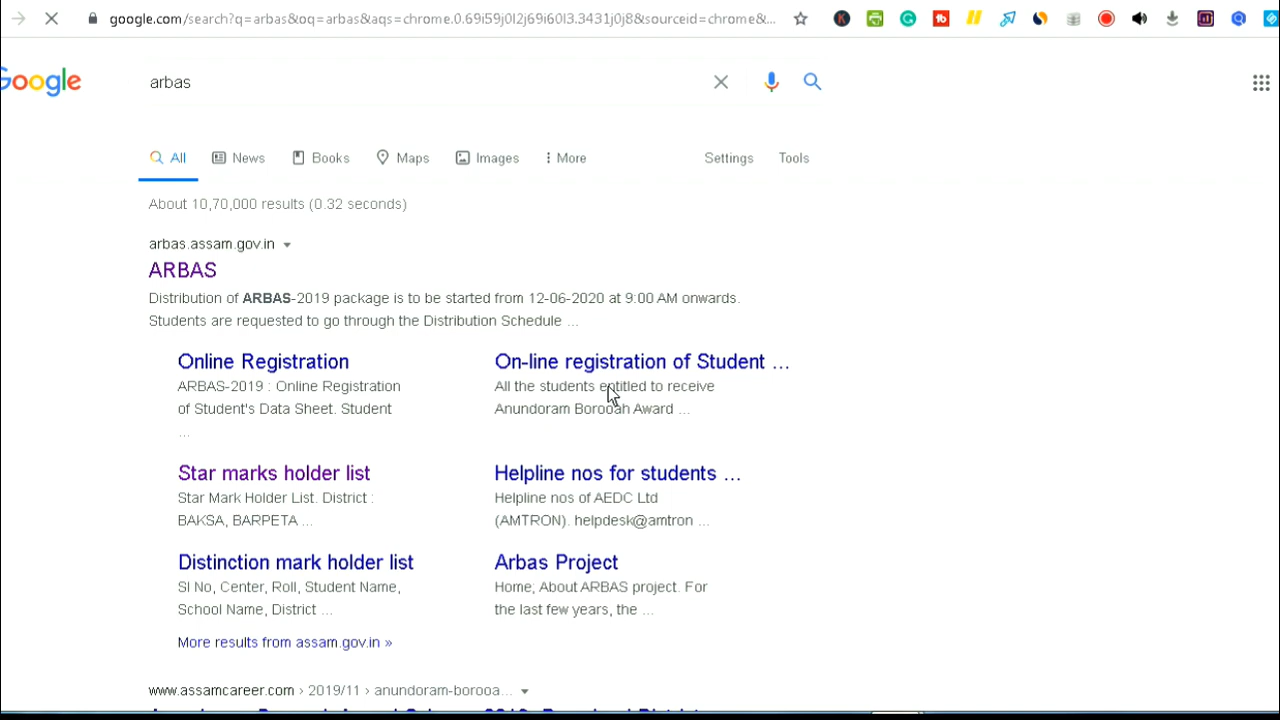 google.com/search?q=arbas&oq=arbas&aqs=chrome.0.69i59j0l2j69i60l3.3431j0j8&sourceid=chrome&...
Google
arbas
All News Books Maps Images More Settings Tools
About 10,70,000 results (0.32 seconds)
arbas.assam.gov.in
ARBAS
Distribution of ARBAS-2019 package is to be started from 12-06-2020 at 9:00 AM onwards.
Students are requested to go through the Distribution Schedule ...
Online Registration
ARBAS-2019 : Online Registration
of Student's Data Sheet. Student
...
On-line registration of Student ...
All the students entitled to receive
Anundoram Borooah Award ...
Star marks holder list
Star Mark Holder List. District :
BAKSA, BARPETA ...
Helpline nos for students ...
Helpline nos of AEDC Ltd
(AMTRON). helpdesk@amtron ...
Distinction mark holder list
Sl No, Center, Roll, Student Name,
School Name, District ...
Arbas Project
Home, About ARBAS project. For
the last few years, the ...
More results from assam.gov.in »
www.assamcareer.com › 2019/11 › anundoram-borooa...